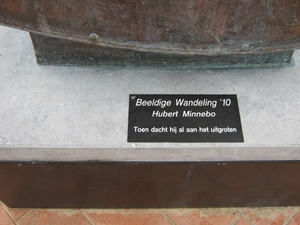 Beeldige Wandeling '10
Hubert Minnebo
Toen dacht hij al aan het uitgroten